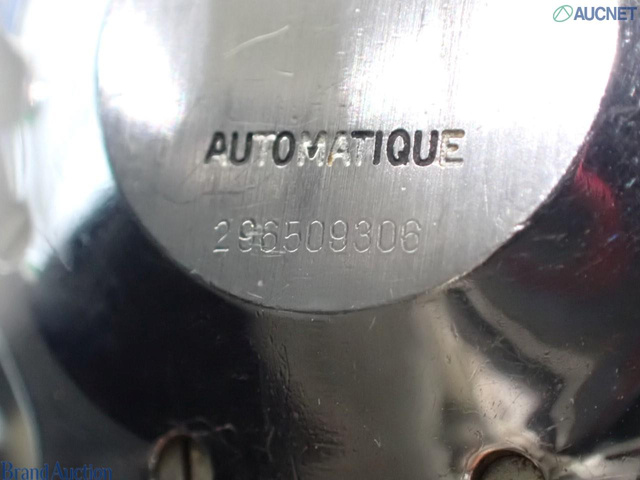 AUCNET
AUTOMATIQUE
296509306
Brand Auction